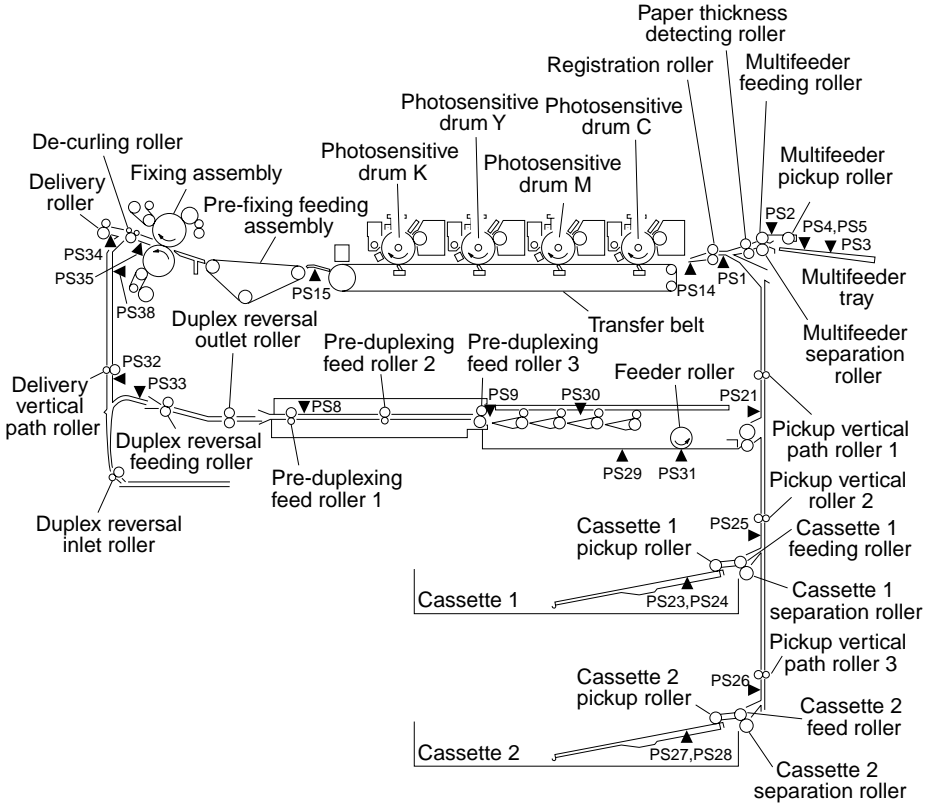 Paper thickness
detecting roller
Registration roller
Multifeeder
feeding roller
Photosensitive
drum Y
Photosensitive
drum C
De-curling roller
Photosensitive
drum K
Photosensitive
drum M
Multifeeder
pickup roller
Delivery
roller
Fixing assembly
Pre-fixing feeding
assembly
PS2
PS4,PS5
PS3
PS34
PS35
PS38
PS15
PS14
PS1
Multifeeder
tray
Duplex reversal
outlet roller
Transfer belt
Multifeeder
separation
roller
Pre-duplexing
feed roller 2
Pre-duplexing
feed roller 3
Feeder roller
PS32
PS33
Delivery
vertical
path roller
PS8
PS9
PS30
PS21
Duplex reversal
feeding roller
Pickup vertical
path roller 1
Pre-duplexing
feed roller 1
PS29
PS31
Duplex reversal
inlet roller
Pickup vertical
roller 2
PS25
Cassette 1
pickup roller
Cassette 1
feeding roller
Cassette 1
PS23,PS24
Cassette 1
separation roller
Pickup vertical
path roller 3
PS26
Cassette 2
pickup roller
Cassette 2
feed roller
Cassette 2
PS27,PS28
Cassette 2
separation roller